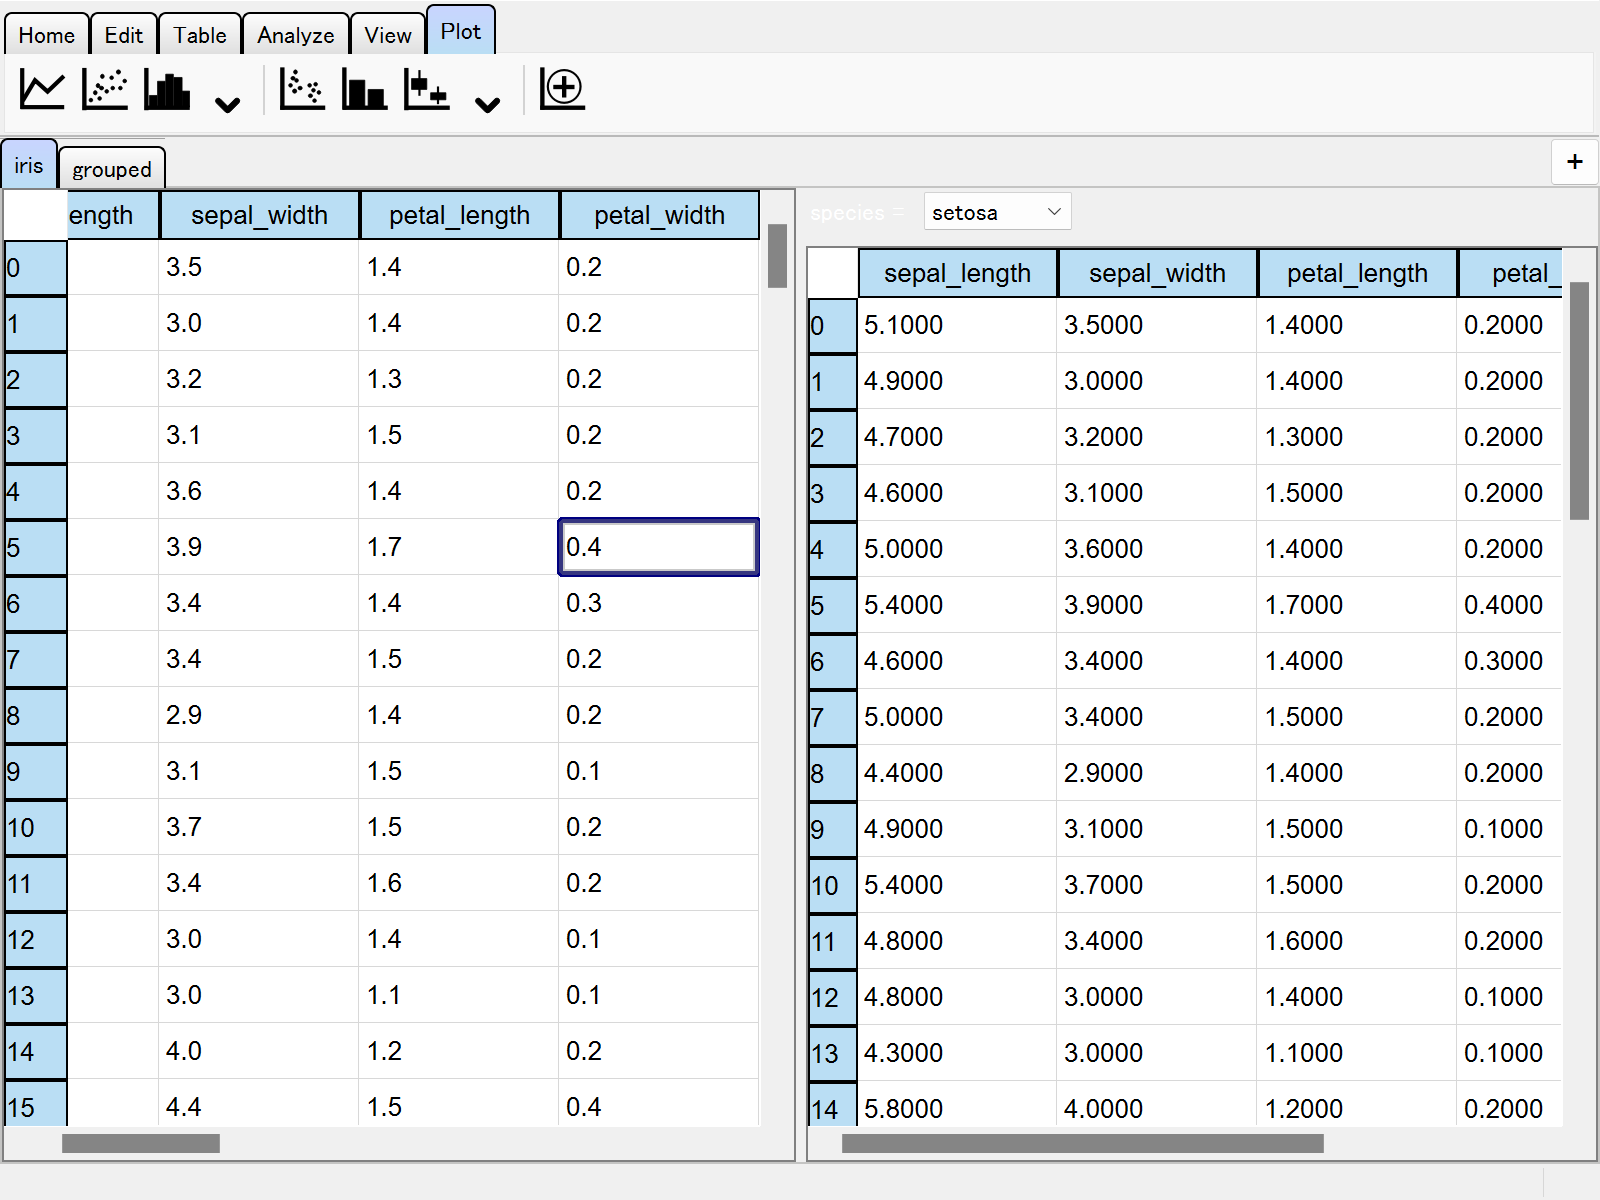 Home Edit Table Analyze View Plot
iris grouped +
ength sepal_width petal_length petal_width
0 3.5 1.4 0.2
1 3.0 1.4 0.2
2 3.2 1.3 0.2
3 3.1 1.5 0.2
4 3.6 1.4 0.2
5 3.9 1.7 0.4
6 3.4 1.4 0.3
7 3.4 1.5 0.2
8 2.9 1.4 0.2
9 3.1 1.5 0.1
10 3.7 1.5 0.2
11 3.4 1.6 0.2
12 3.0 1.4 0.1
13 3.0 1.1 0.1
14 4.0 1.2 0.2
15 4.4 1.5 0.4
species = setosa
sepal_length sepal_width petal_length petal_
0 5.1000 3.5000 1.4000 0.2000
1 4.9000 3.0000 1.4000 0.2000
2 4.7000 3.2000 1.3000 0.2000
3 4.6000 3.1000 1.5000 0.2000
4 5.0000 3.6000 1.4000 0.2000
5 5.4000 3.9000 1.7000 0.4000
6 4.6000 3.4000 1.4000 0.3000
7 5.0000 3.4000 1.5000 0.2000
8 4.4000 2.9000 1.4000 0.2000
9 4.9000 3.1000 1.5000 0.1000
10 5.4000 3.7000 1.5000 0.2000
11 4.8000 3.4000 1.6000 0.2000
12 4.8000 3.0000 1.4000 0.1000
13 4.3000 3.0000 1.1000 0.1000
14 5.8000 4.0000 1.2000 0.2000